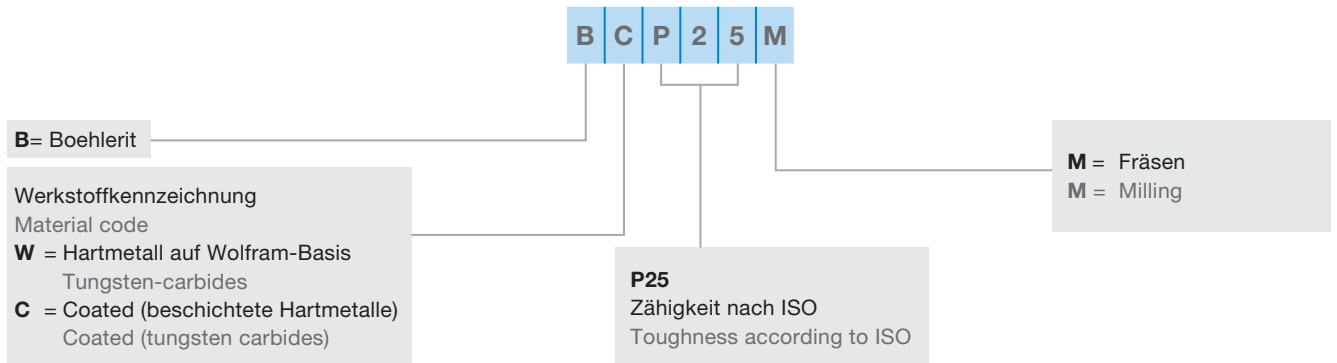 B C P 2 5 M
B= Boehlerit
Werkstoffkennzeichnung
Material code
W = Hartmetall auf Wolfram-Basis
Tungsten-carbides
C = Coated (beschichtete Hartmetalle)
Coated (tungsten carbides)
P25
Zähigkeit nach ISO
Toughness according to ISO
M = Fräsen
M = Milling